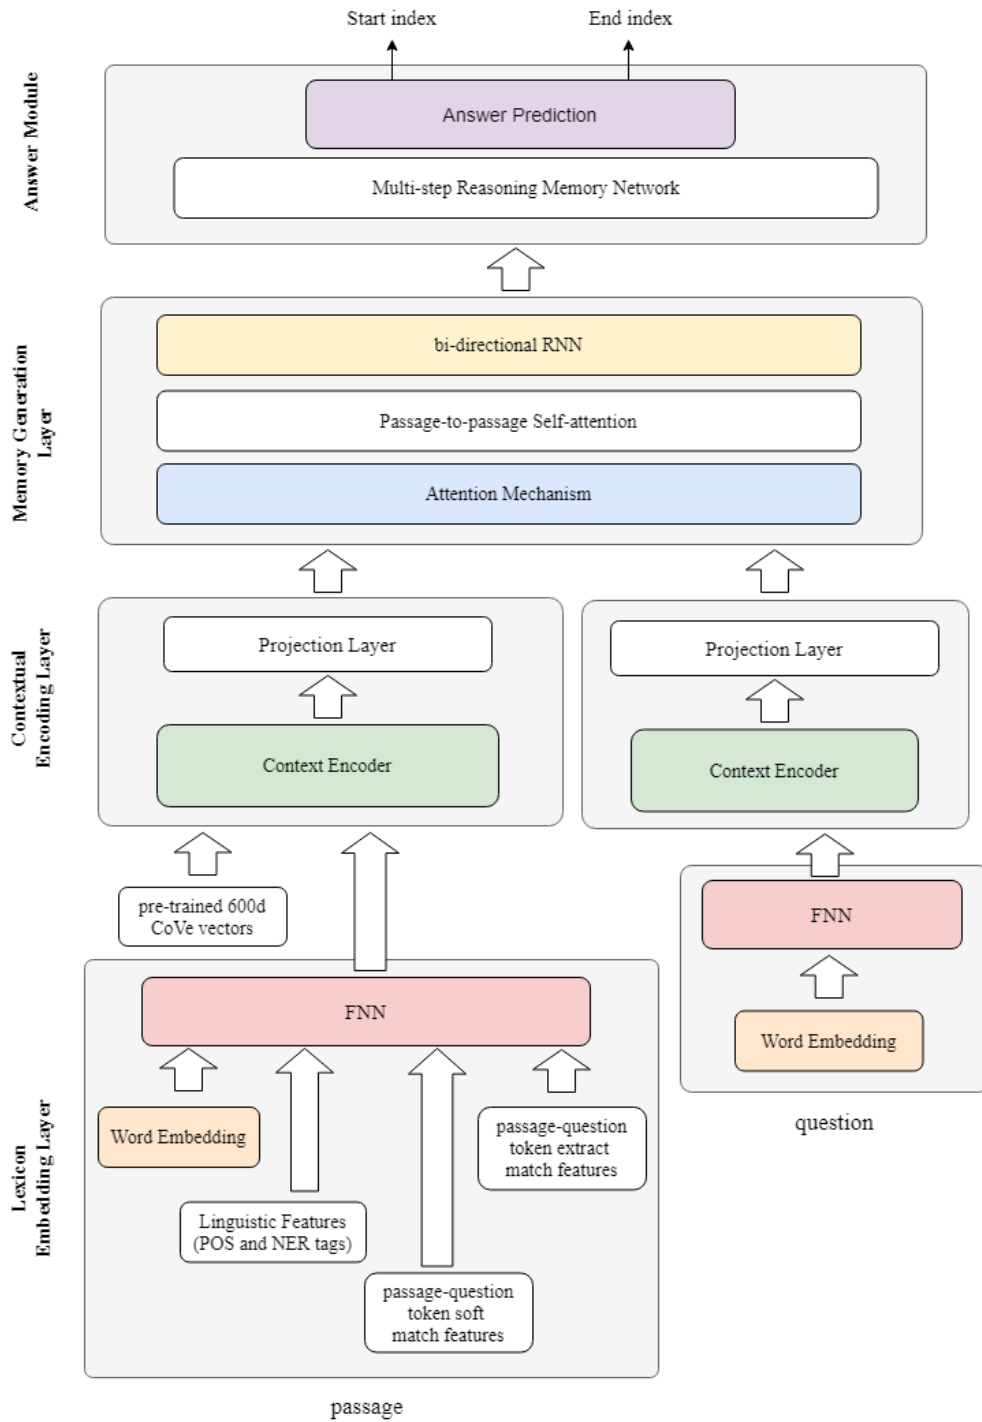 Start index
End index
Answer Module
Answer Prediction
Multi-step Reasoning Memory Network
Memory Generation
Layer
bi-directional RNN
Passage-to-passage Self-attention
Attention Mechanism
Contextual
Encoding Layer
Projection Layer
Projection Layer
Context Encoder
Context Encoder
pre-trained 600d
CoVe vectors
FNN
Word Embedding
question
Lexicon
Embedding Layer
FNN
Word Embedding
passage-question
token extract
match features
Linguistic Features
(POS and NER tags)
passage-question
token soft
match features
passage